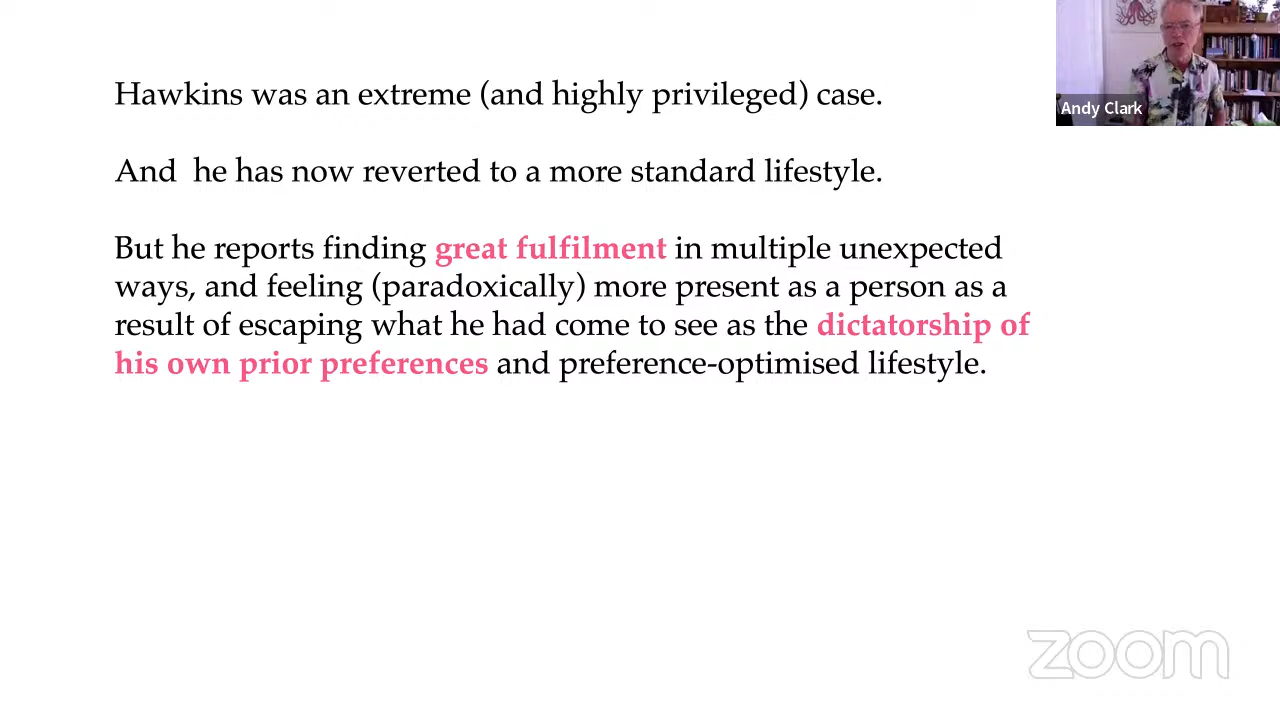 Andy Clark
Hawkins was an extreme (and highly privileged) case.
And  he has now reverted to a more standard lifestyle.
But he reports finding great fulfilment in multiple unexpected
ways, and feeling (paradoxically) more present as a person as a
result of escaping what he had come to see as the dictatorship of
his own prior preferences and preference-optimised lifestyle.
zoom